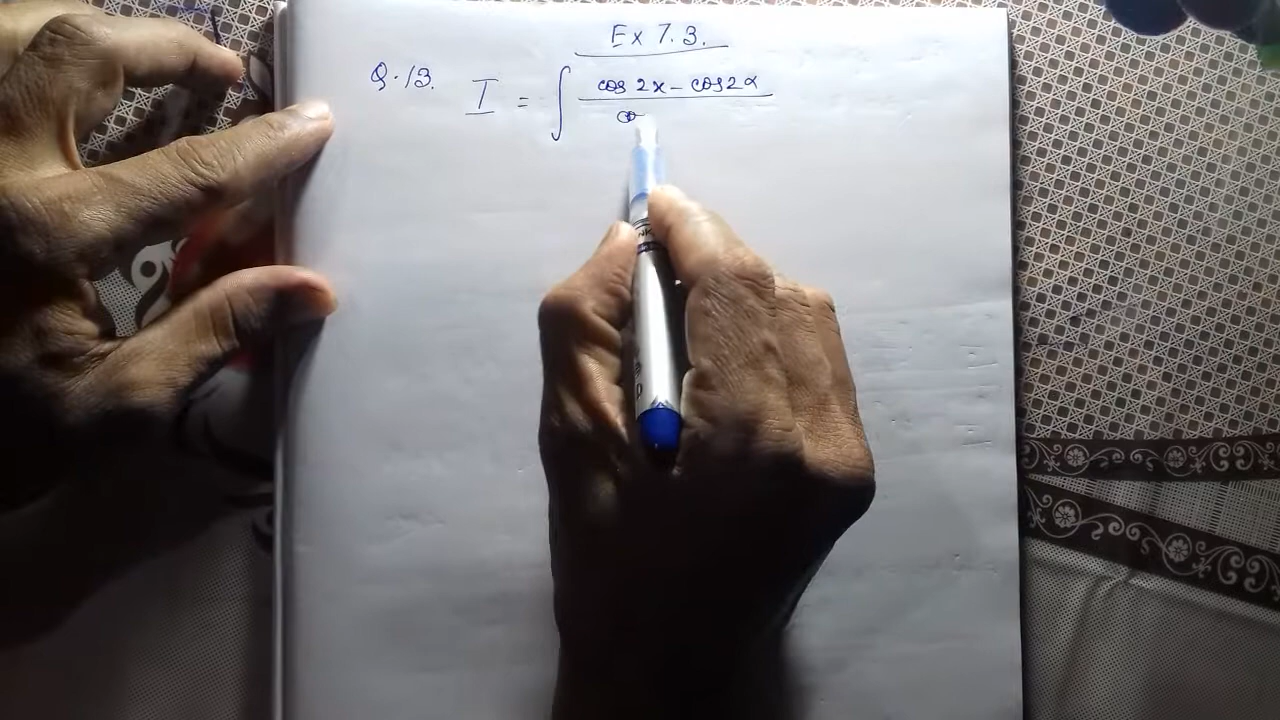 Ex 7.3.
Q.13. I = ∫ cos 2x - cos 2α